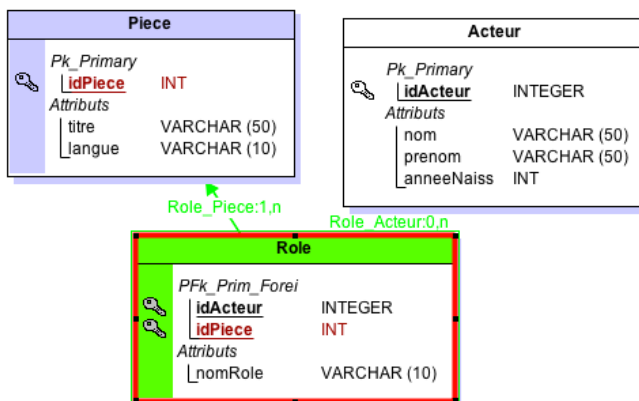 Piece
Pk_Primary
idPiece INT
Attributs
titre VARCHAR (50)
langue VARCHAR (10)
Acteur
Pk_Primary
idActeur INTEGER
Attributs
nom VARCHAR (50)
prenom VARCHAR (50)
anneeNaiss INT
Role_Piece:1,n
Role_Acteur:0,n
Role
PFk_Prim_Forei
idActeur INTEGER
idPiece INT
Attributs
nomRole VARCHAR (10)